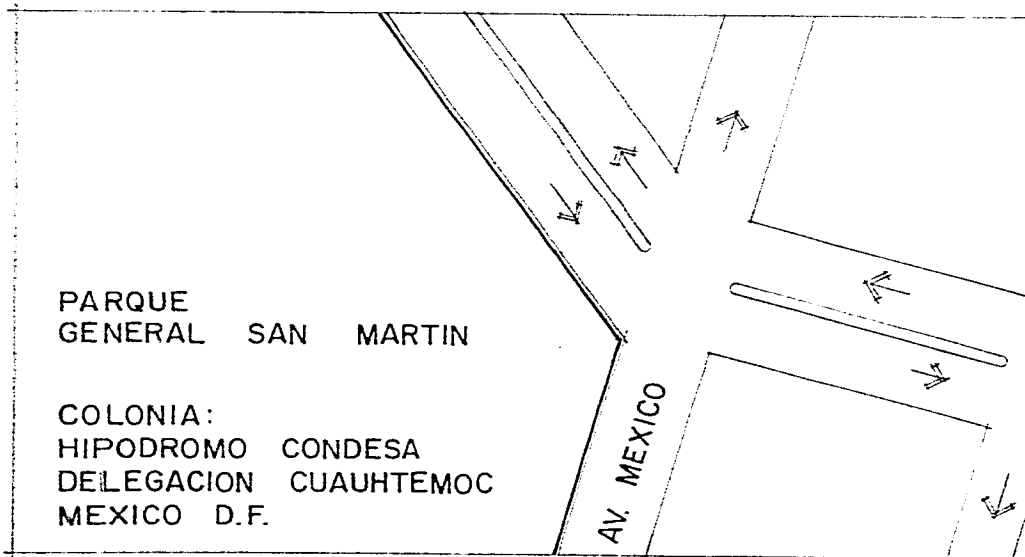 PARQUE
GENERAL SAN MARTIN
COLONIA:
HIPODROMO CONDESA
DELEGACION CUAUHTEMOC
MEXICO D.F.
AV. MEXICO